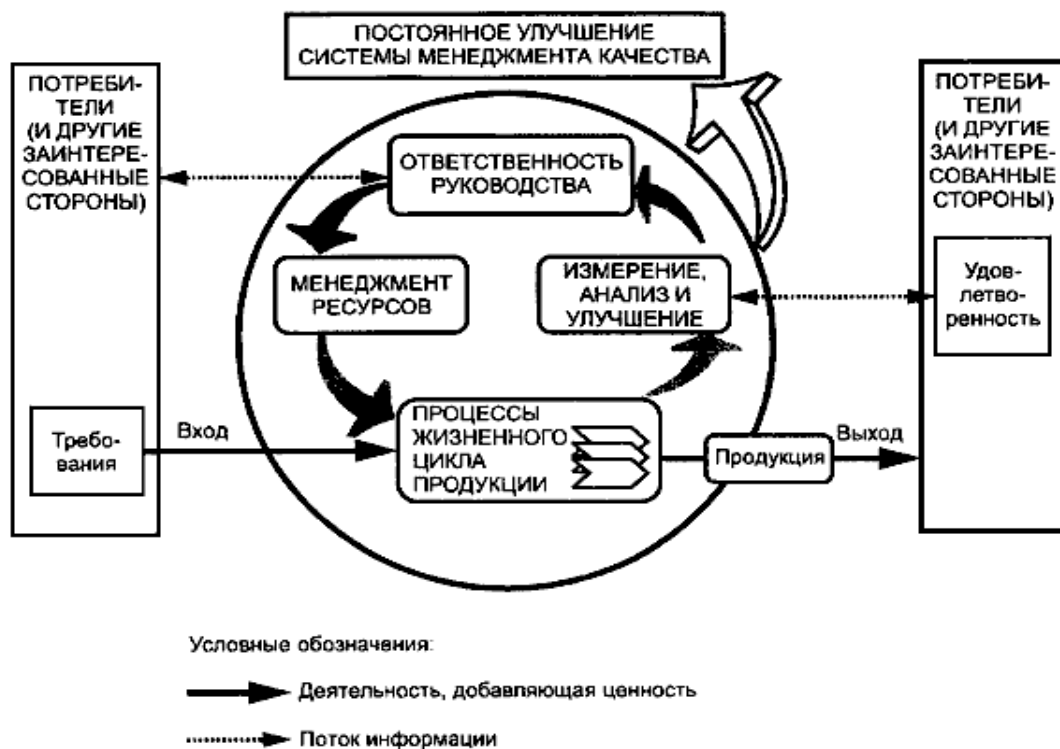 ПОСТОЯННОЕ УЛУЧШЕНИЕ
СИСТЕМЫ МЕНЕДЖМЕНТА КАЧЕСТВА
ПОТРЕБИ-
ТЕЛИ
(И ДРУГИЕ
ЗАИНТЕРЕ-
СОВАННЫЕ
СТОРОНЫ)
ОТВЕТСТВЕННОСТЬ
РУКОВОДСТВА
МЕНЕДЖМЕНТ
РЕСУРСОВ
ИЗМЕРЕНИЕ,
АНАЛИЗ И
УЛУЧШЕНИЕ
ПОТРЕБИ-
ТЕЛИ
(И ДРУГИЕ
ЗАИНТЕРЕ-
СОВАННЫЕ
СТОРОНЫ)
Удов-
летво-
ренность
Требо-
вания
Вход
ПРОЦЕССЫ
ЖИЗНЕННОГО
ЦИКЛА
ПРОДУКЦИИ
Продукция
Выход
Условные обозначения:
Деятельность, добавляющая ценность
Поток информации